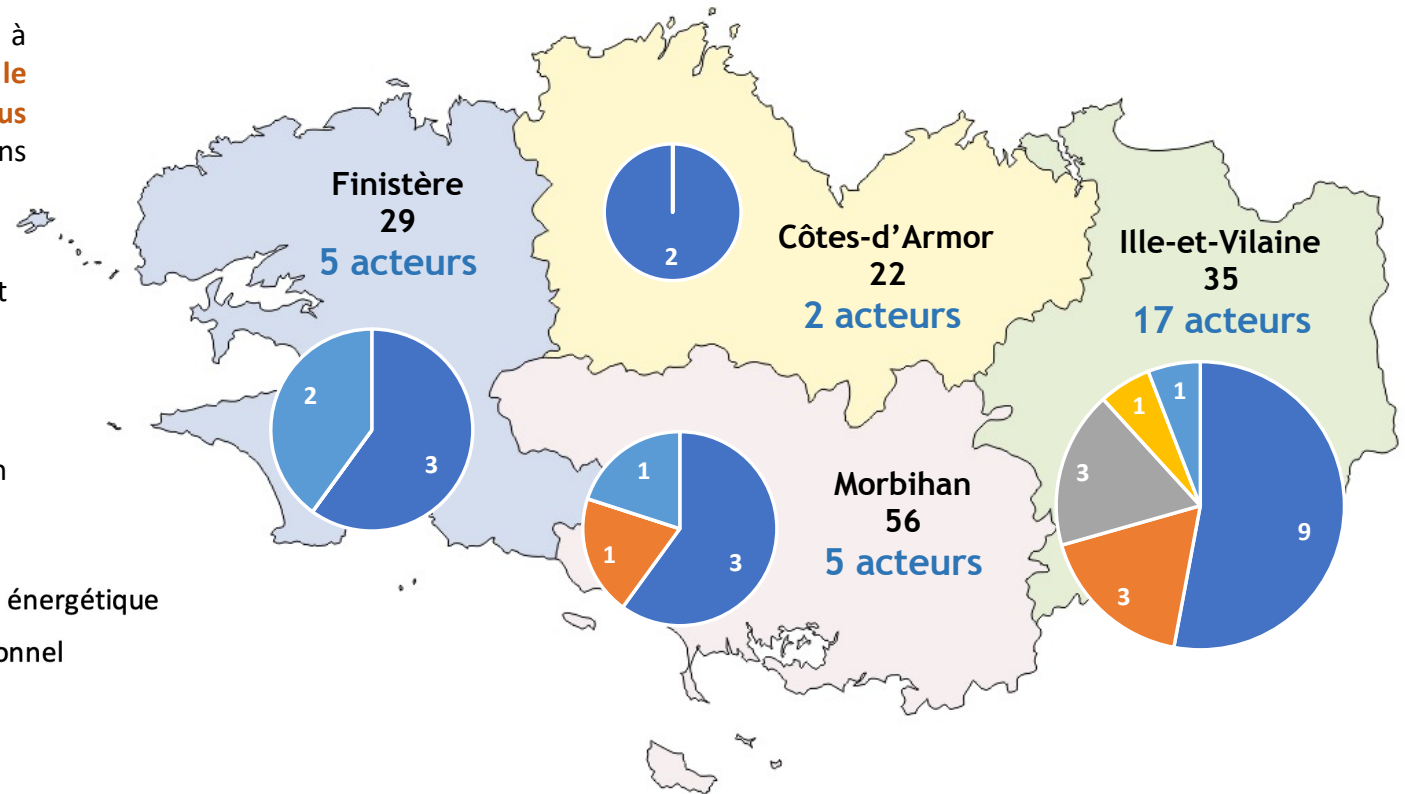 à
le
us
ns
t
n
énergétique
onnel
Finistère
29
5 acteurs
2
3
2
Côtes-d'Armor
22
2 acteurs
Ille-et-Vilaine
35
17 acteurs
1
1
3
9
3
Morbihan
56
5 acteurs
1
1
3